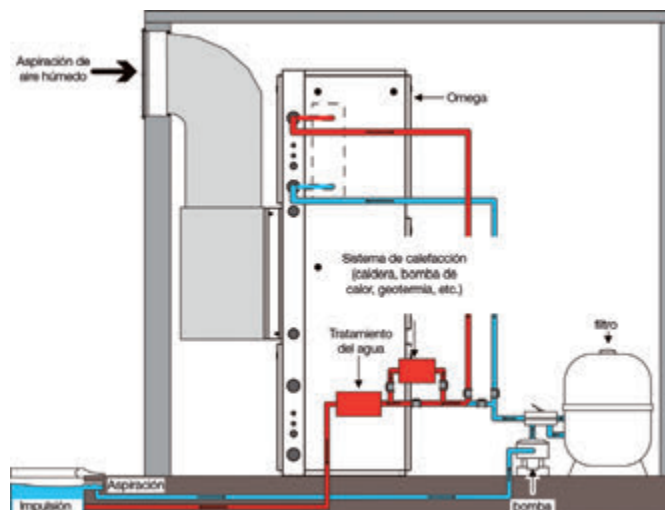 Aspiración de
aire húmedo
Omega
Sistema de calefacción
(caldera, bomba de
calor, geotermia, etc.)
Tratamiento
del agua
filtro
Aspiración
Impulsión
bomba